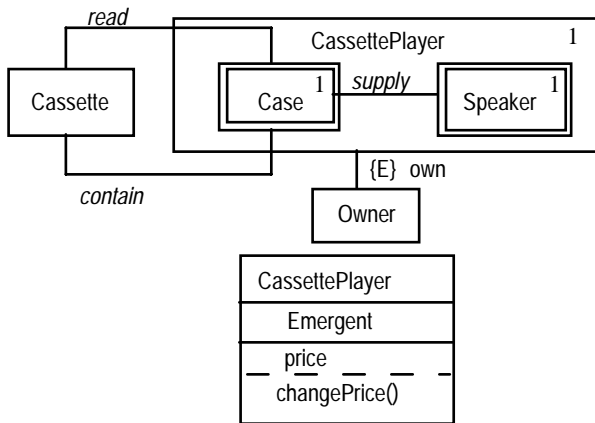 read
CassettePlayer 1
Cassette
Case 1
supply
Speaker 1
contain
{E} own
Owner
CassettePlayer
Emergent
price
changePrice()